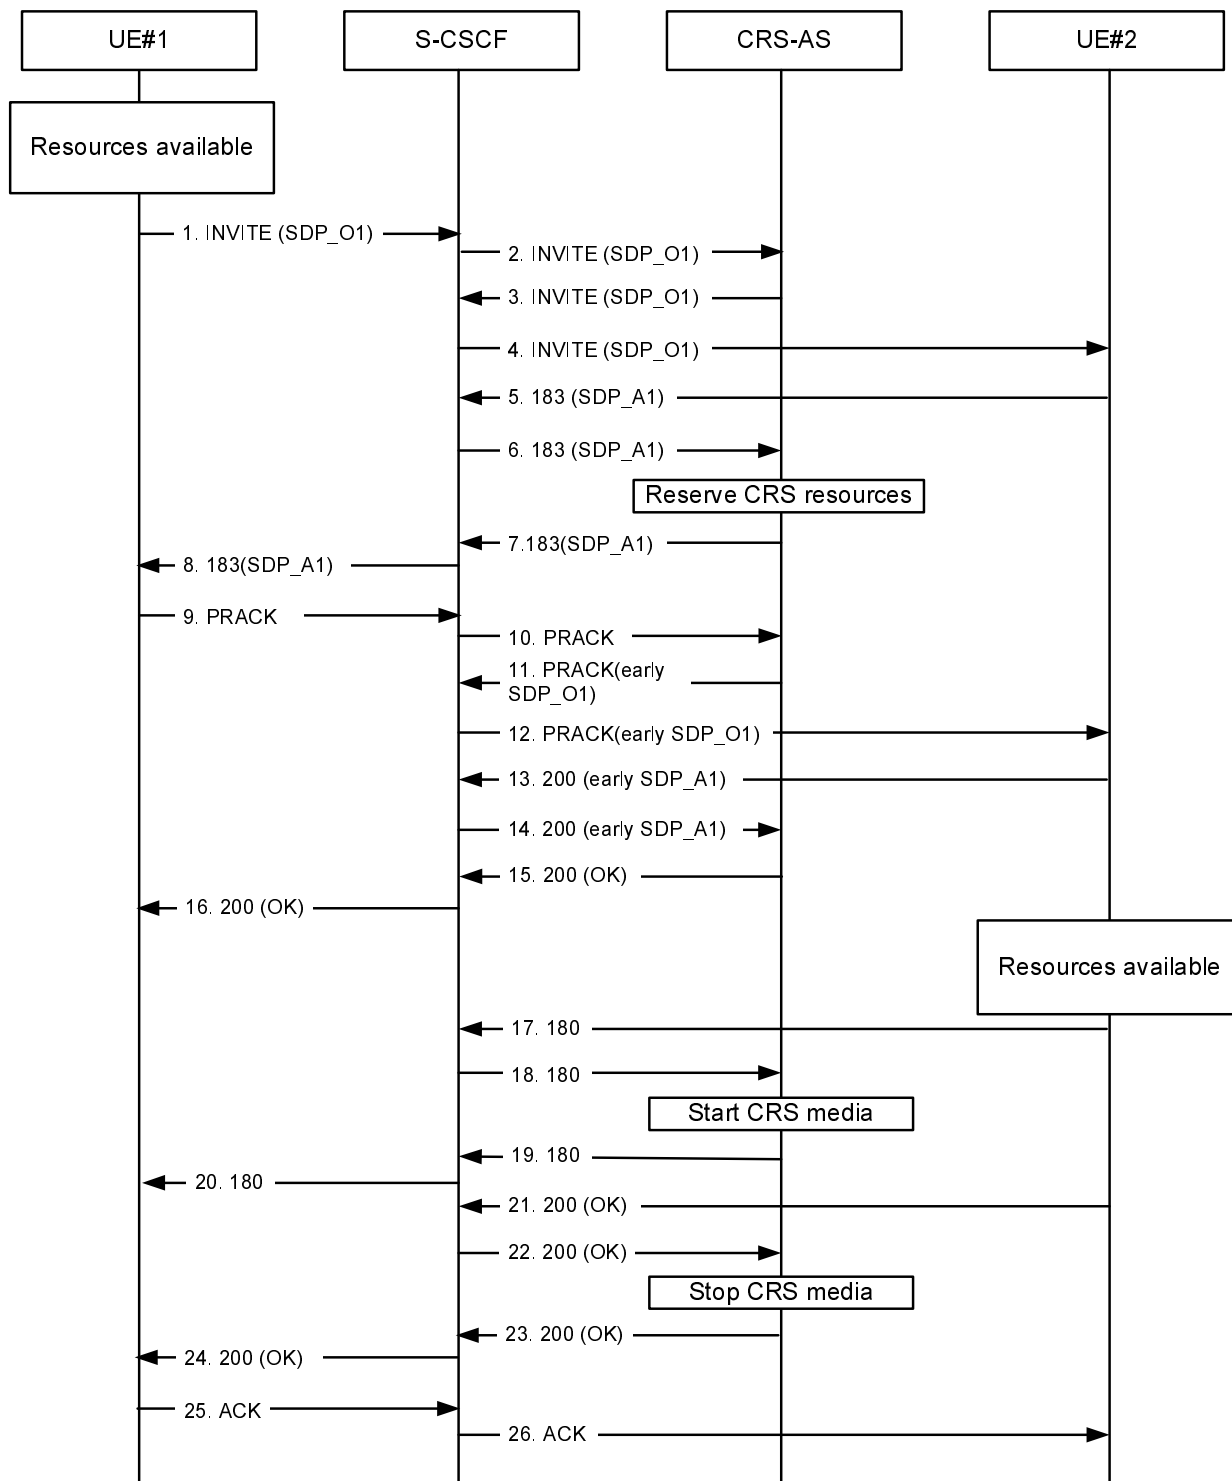 UE#1
S-CSCF
CRS-AS
UE#2
Resources available
1. INVITE (SDP_O1)
2. INVITE (SDP_O1)
3. INVITE (SDP_O1)
4. INVITE (SDP_O1)
5. 183 (SDP_A1)
6. 183 (SDP_A1)
Reserve CRS resources
7.183(SDP_A1)
8. 183(SDP_A1)
9. PRACK
10. PRACK
11. PRACK(early
SDP_O1)
12. PRACK(early SDP_O1)
13. 200 (early SDP_A1)
14. 200 (early SDP_A1)
15. 200 (OK)
16. 200 (OK)
Resources available
17. 180
18. 180
Start CRS media
19. 180
20. 180
21. 200 (OK)
22. 200 (OK)
Stop CRS media
23. 200 (OK)
24. 200 (OK)
25. ACK
26. ACK